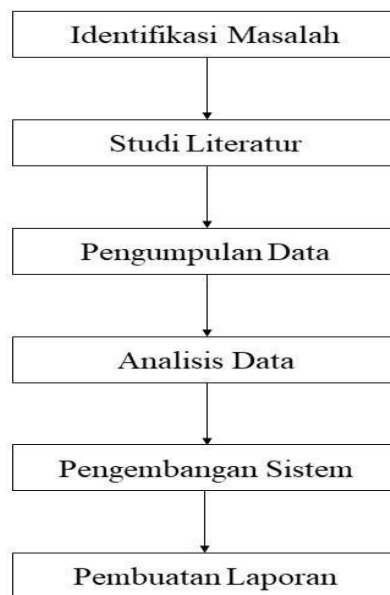 Identifikasi Masalah
Studi Literatur
Pengumpulan Data
Analisis Data
Pengembangan Sistem
Pembuatan Laporan